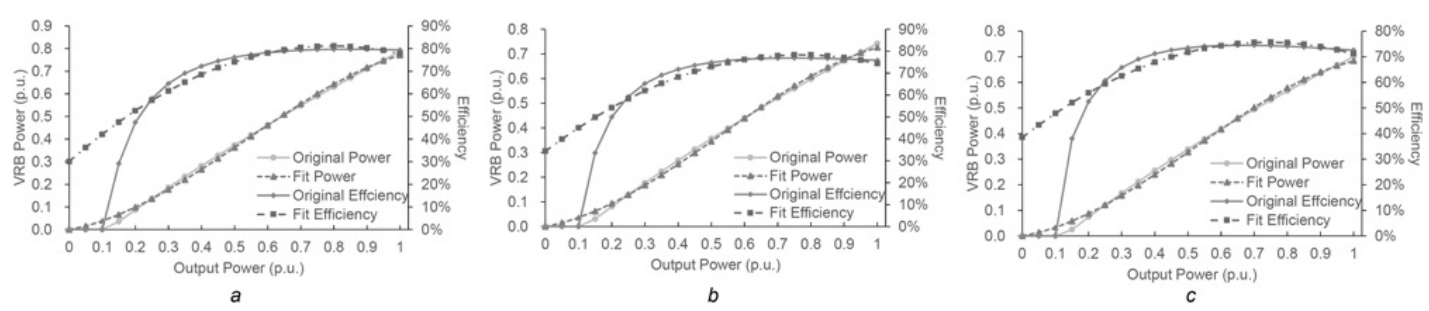 0.9
0.8
0.7
0.6
0.5
0.4
0.3
0.2
0.1
0.0
VRB Power (p.u.)
90%
80%
70%
60%
50%
40%
30%
20%
10%
0%
Efficiency
Original Power
Fit Power
Original Effciency
Fit Efficiency
0 0.1 0.2 0.3 0.4 0.5 0.6 0.7 0.8 0.9 1
Output Power (p.u.)
a
0.8
0.7
0.6
0.5
0.4
0.3
0.2
0.1
0.0
VRB Power (p.u.)
90%
80%
70%
60%
50%
40%
30%
20%
10%
0%
Efficiency
Original Power
Fit Power
Original Effciency
Fit Efficiency
0 0.1 0.2 0.3 0.4 0.5 0.6 0.7 0.8 0.9 1
Output Power (p.u.)
b
0.8
0.7
0.6
0.5
0.4
0.3
0.2
0.1
0.0
VRB Power (p.u.)
80%
70%
60%
50%
40%
30%
20%
10%
0%
Efficiency
Original Power
Fit Power
Original Effciency
Fit Efficiency
0 0.1 0.2 0.3 0.4 0.5 0.6 0.7 0.8 0.9 1
Output Power (p.u.)
c